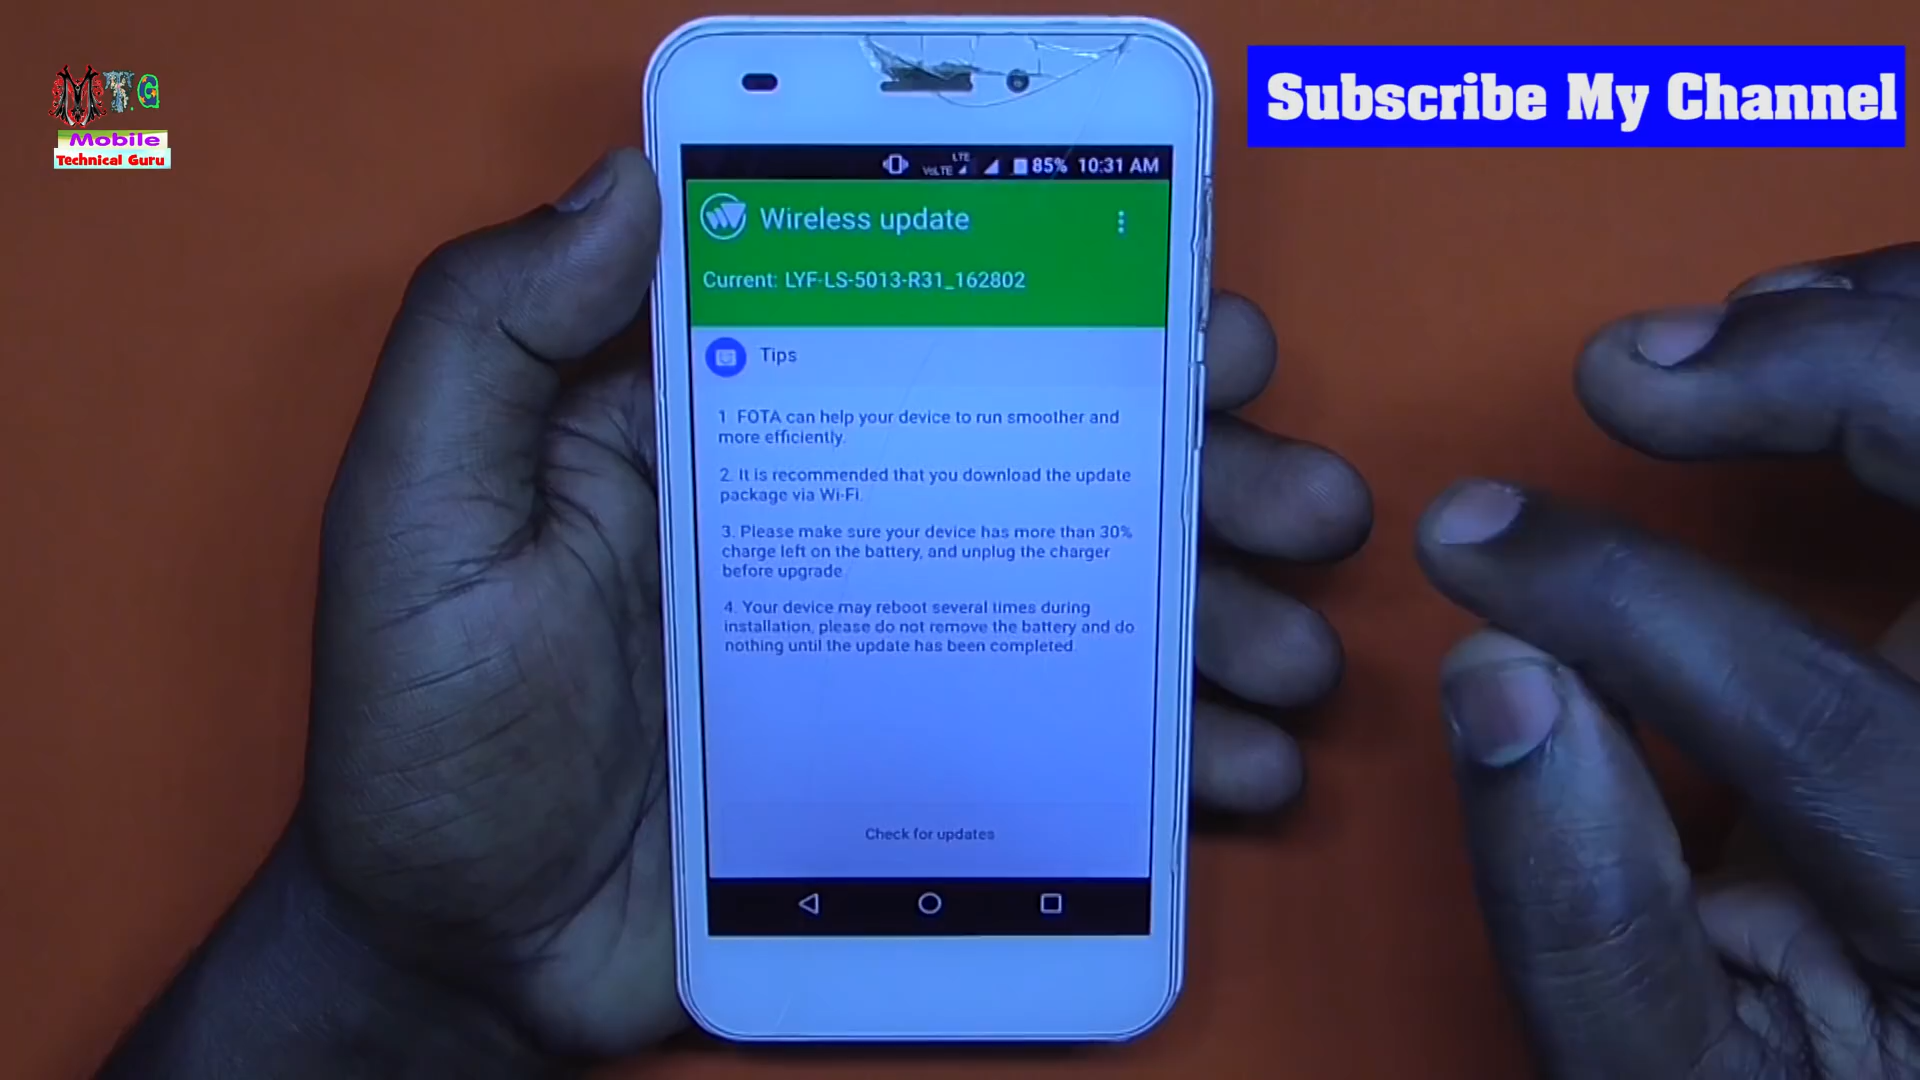 M T G
Mobile
Technical Guru
Subscribe My Channel
VoLTE LTE 85% 10:31 AM
Wireless update
Current: LYF-LS-5013-R31_162802
Tips
1 FOTA can help your device to run smoother and
more efficiently.
2. It is recommended that you download the update
package via Wi-Fi.
3. Please make sure your device has more than 30%
charge left on the battery, and unplug the charger
before upgrade
4. Your device may reboot several times during
installation, please do not remove the battery and do
nothing until the update has been completed.
Check for updates